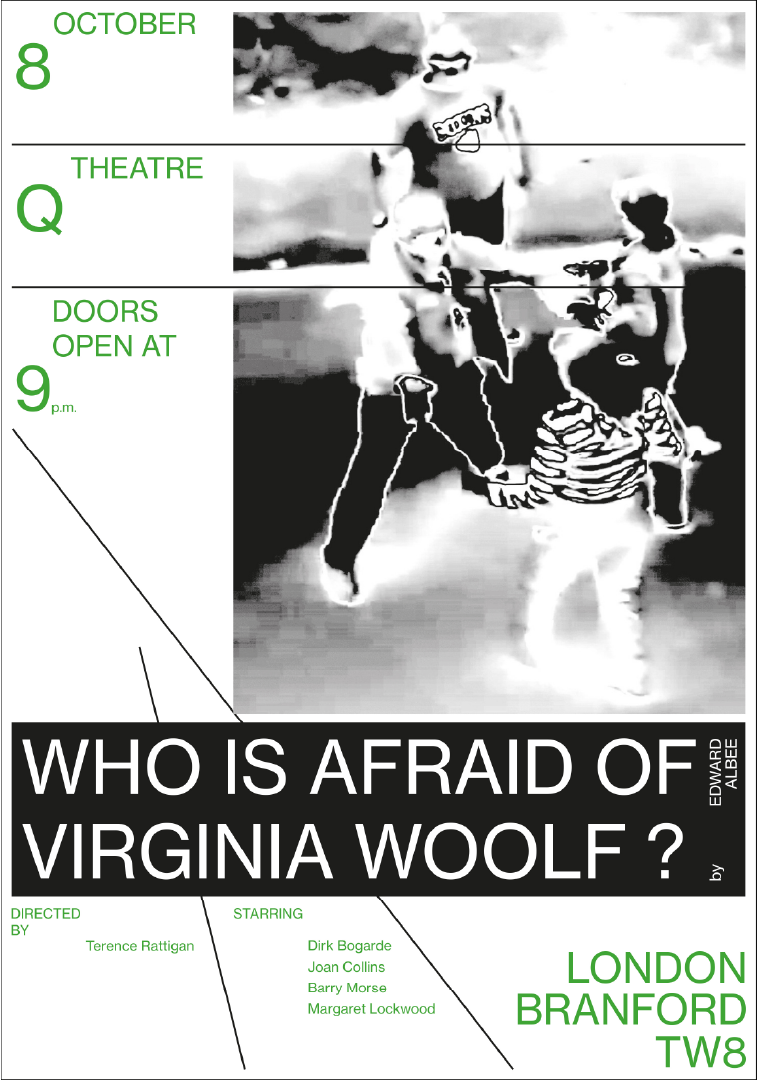 OCTOBER
8
THEATRE
Q
DOORS
OPEN AT
9 p.m.
WHO IS AFRAID OF
VIRGINIA WOOLF ?
by EDWARD
ALBEE
DIRECTED
BY
Terence Rattigan
STARRING
Dirk Bogarde
Joan Collins
Barry Morse
Margaret Lockwood
LONDON
BRANFORD
TW8